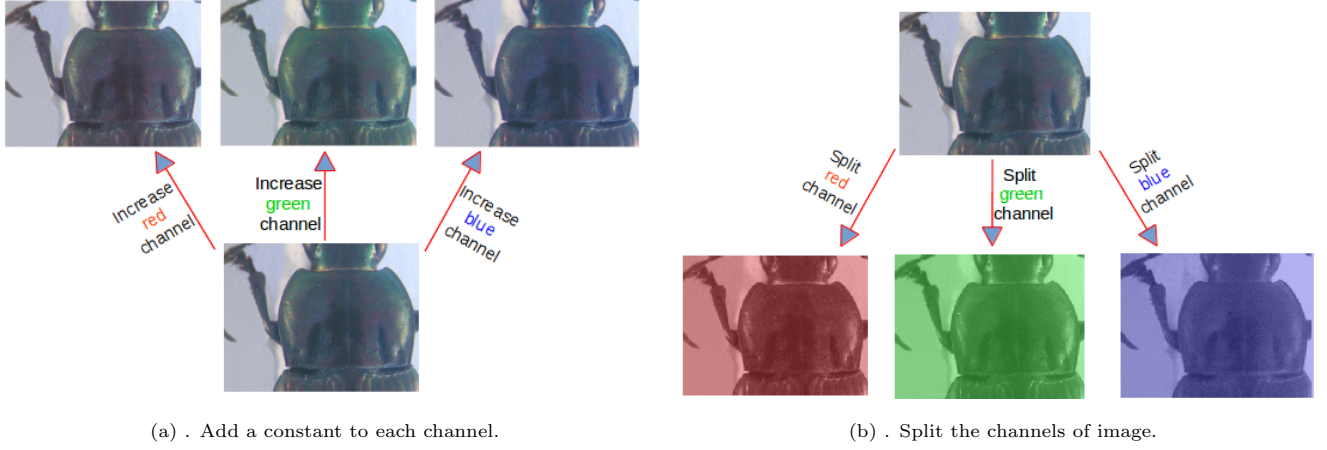 Increase
red
channel
Increase
green
channel
Increase
blue
channel
(a) . Add a constant to each channel.
Split
red
channel
Split
green
channel
Split
blue
channel
(b) . Split the channels of image.